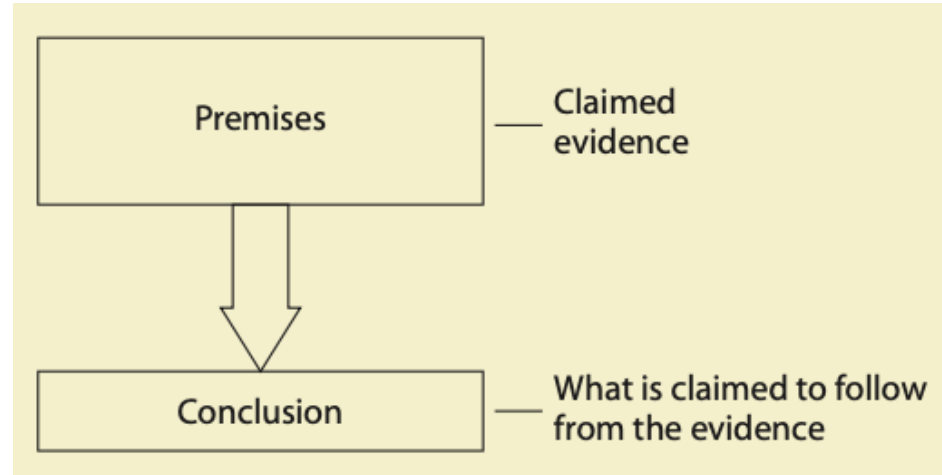 Premises
Claimed
evidence
Conclusion
What is claimed to follow
from the evidence